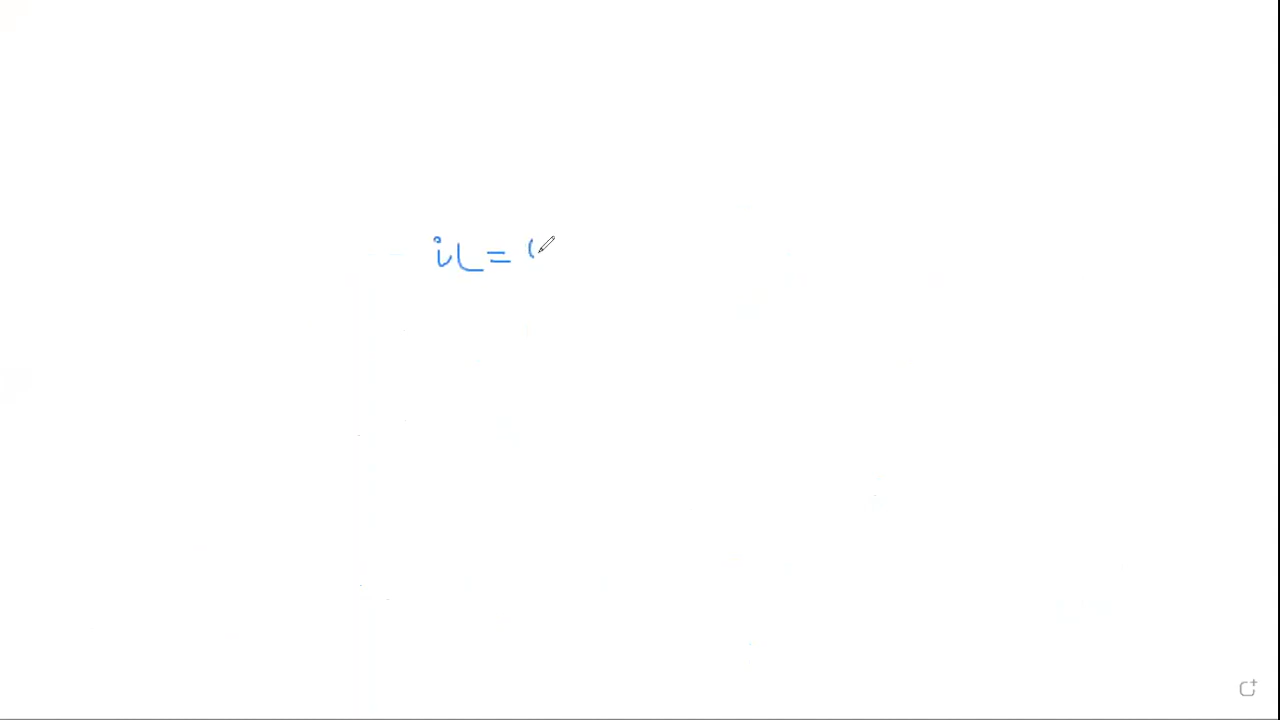 iL = (